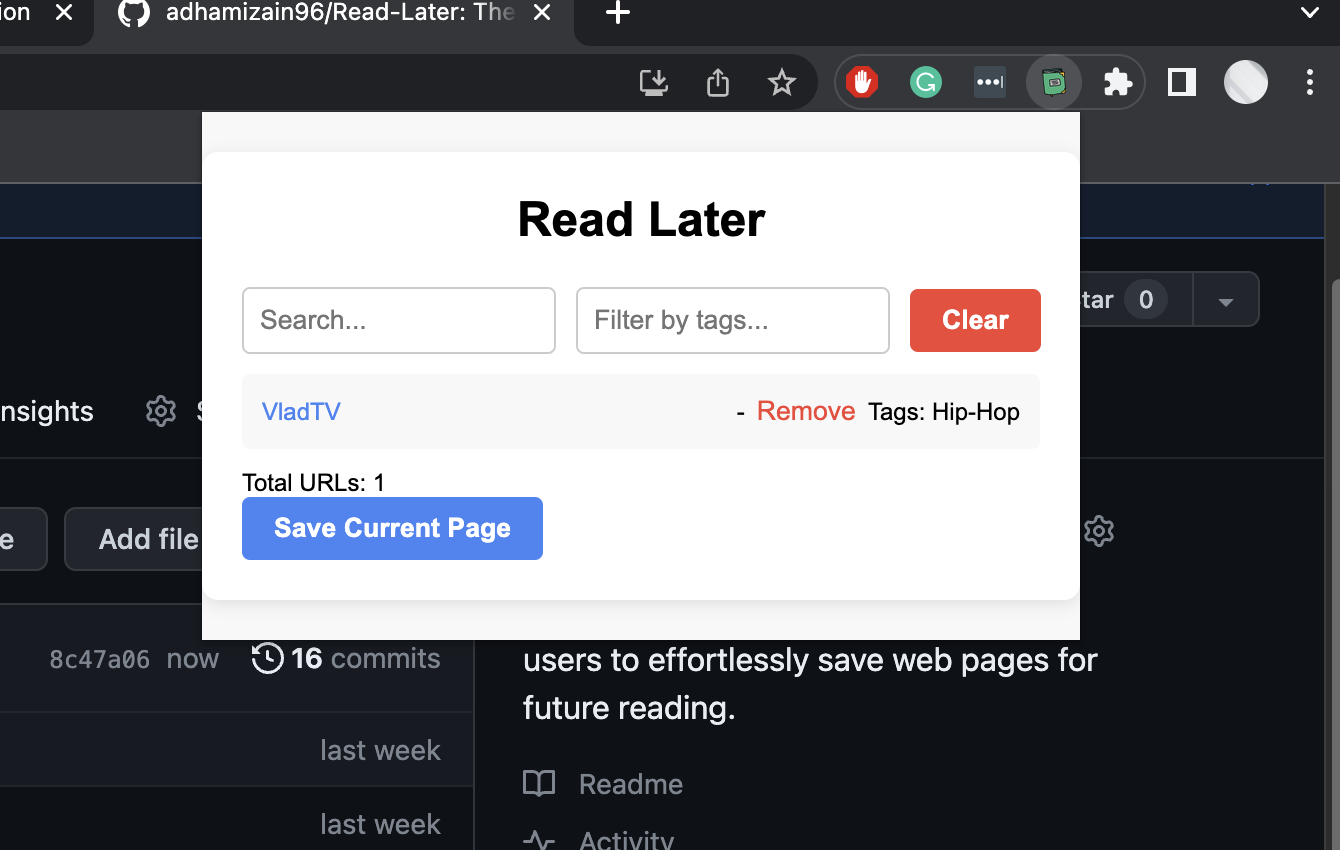 ion
adhamizain96/Read-Later: The
Read Later
Search...
Filter by tags...
Clear
tar 0
nsights
S
VladTV
- Remove Tags: Hip-Hop
Total URLs: 1
Save Current Page
e
Add file
8c47a06 now 16 commits
users to effortlessly save web pages for
future reading.
last week
Readme
last week
Activity